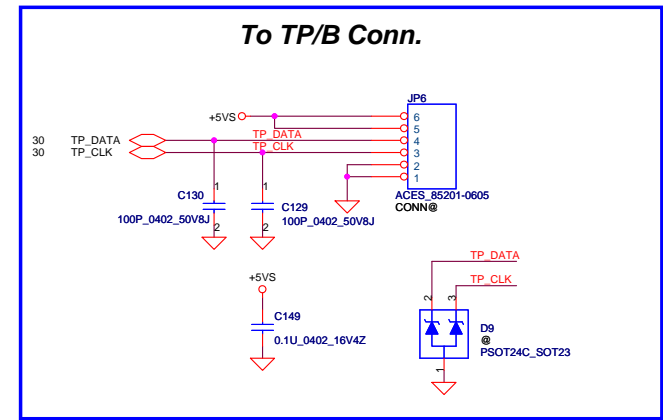 To TP/B Conn.
JP6
+5VS
6
5
30 TP_DATA TP_DATA 4
30 TP_CLK TP_CLK 3
2
1
1 1
C130 C129
ACES_85201-0605
CONN@
100P_0402_50V8J 100P_0402_50V8J
2 2
+5VS
TP_DATA
TP_CLK
2 3
C149
0.1U_0402_16V4Z
D9
@
PSOT24C_SOT23
1